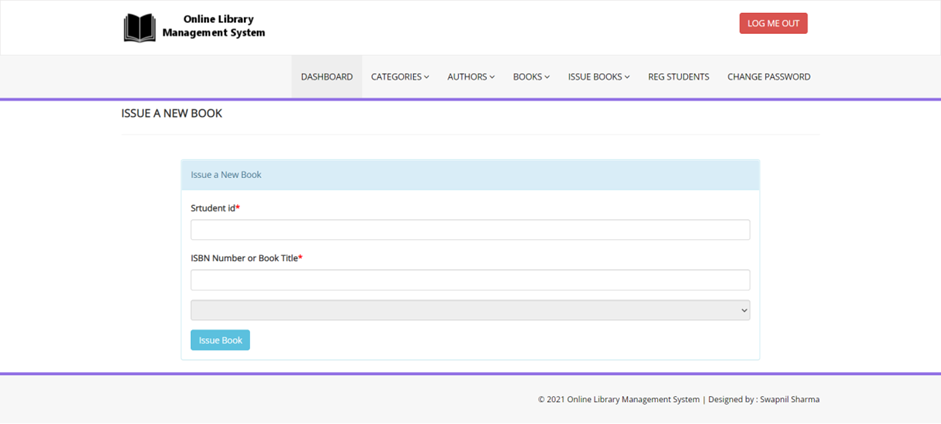 Online Library
Management System
LOG ME OUT
DASHBOARD CATEGORIES AUTHORS BOOKS ISSUE BOOKS REG STUDENTS CHANGE PASSWORD
ISSUE A NEW BOOK
Issue a New Book
Srtudent id*
ISBN Number or Book Title*
Issue Book
© 2021 Online Library Management System | Designed by : Swapnil Sharma